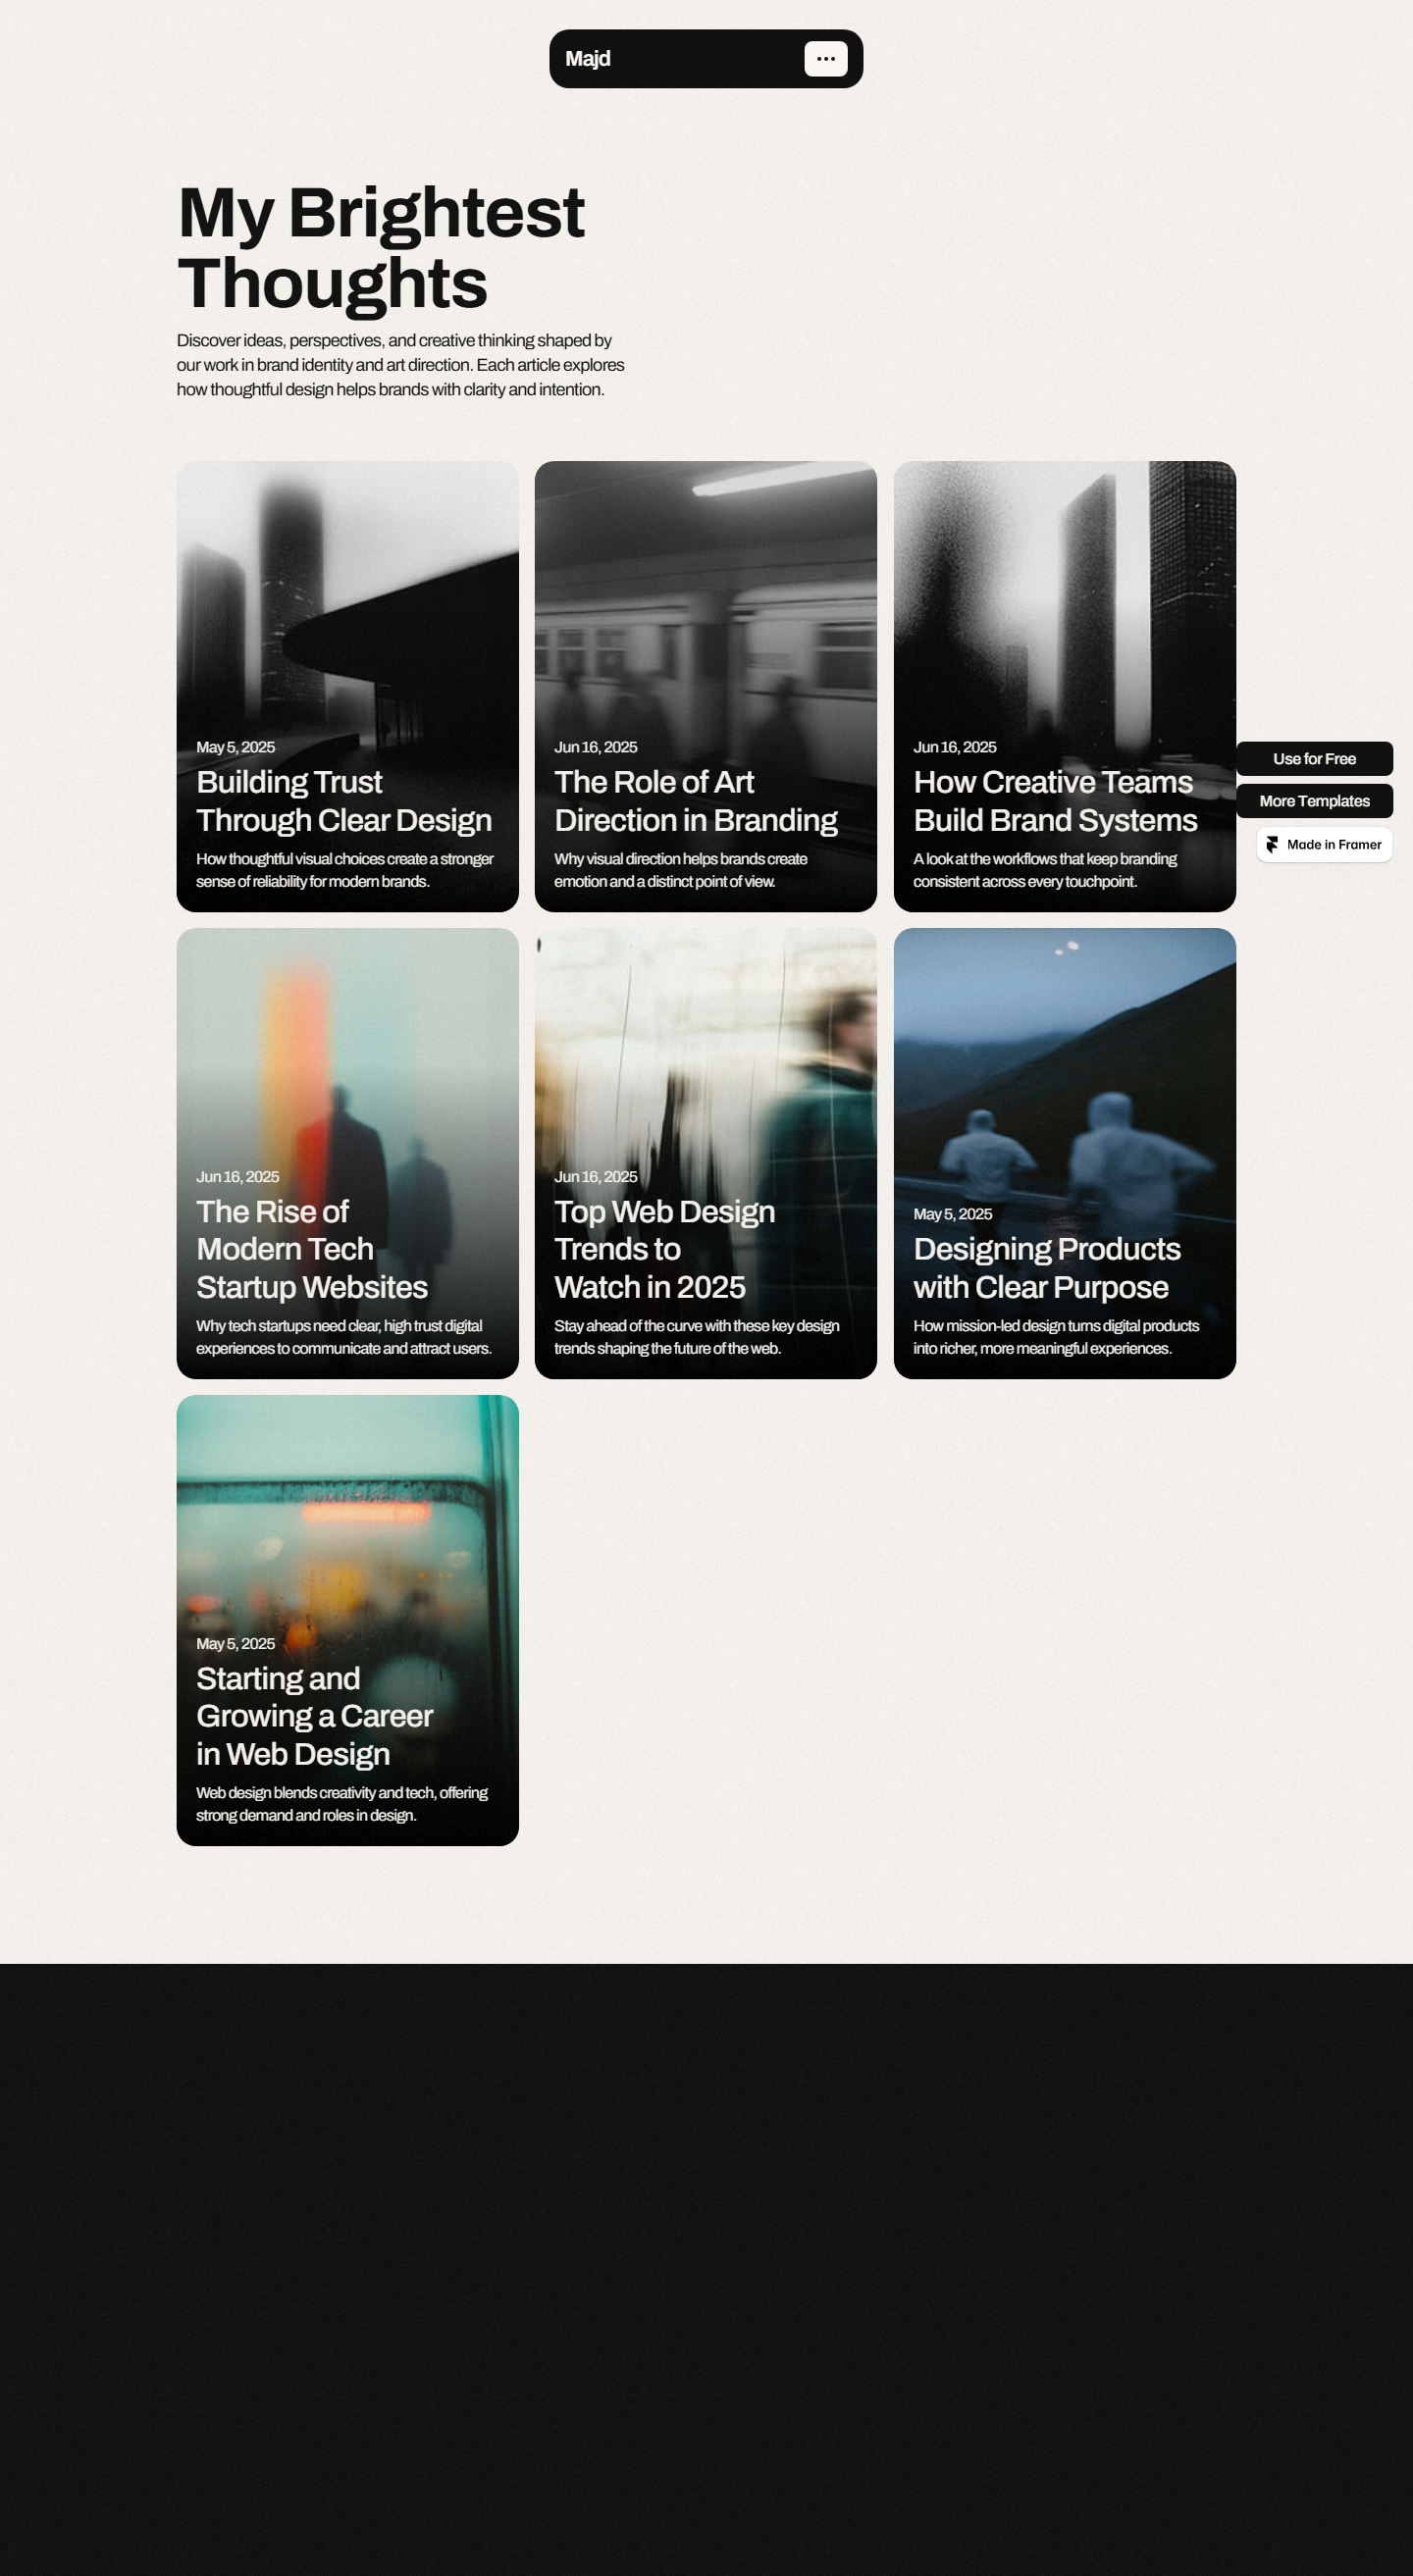 Majd
My Brightest
Thoughts
Discover ideas, perspectives, and creative thinking shaped by
our work in brand identity and art direction. Each article explores
how thoughtful design helps brands with clarity and intention.
May 5, 2025
Building Trust
Through Clear Design
How thoughtful visual choices create a stronger
sense of reliability for modern brands.
Jun 16, 2025
The Role of Art
Direction in Branding
Why visual direction helps brands create
emotion and a distinct point of view.
Jun 16, 2025
How Creative Teams
Build Brand Systems
A look at the workflows that keep branding
consistent across every touchpoint.
Use for Free
More Templates
Made in Framer
Jun 16, 2025
The Rise of
Modern Tech
Startup Websites
Why tech startups need clear, high trust digital
experiences to communicate and attract users.
Jun 16, 2025
Top Web Design
Trends to
Watch in 2025
Stay ahead of the curve with these key design
trends shaping the future of the web.
May 5, 2025
Designing Products
with Clear Purpose
How mission-led design turns digital products
into richer, more meaningful experiences.
May 5, 2025
Starting and
Growing a Career
in Web Design
Web design blends creativity and tech, offering
strong demand and roles in design.